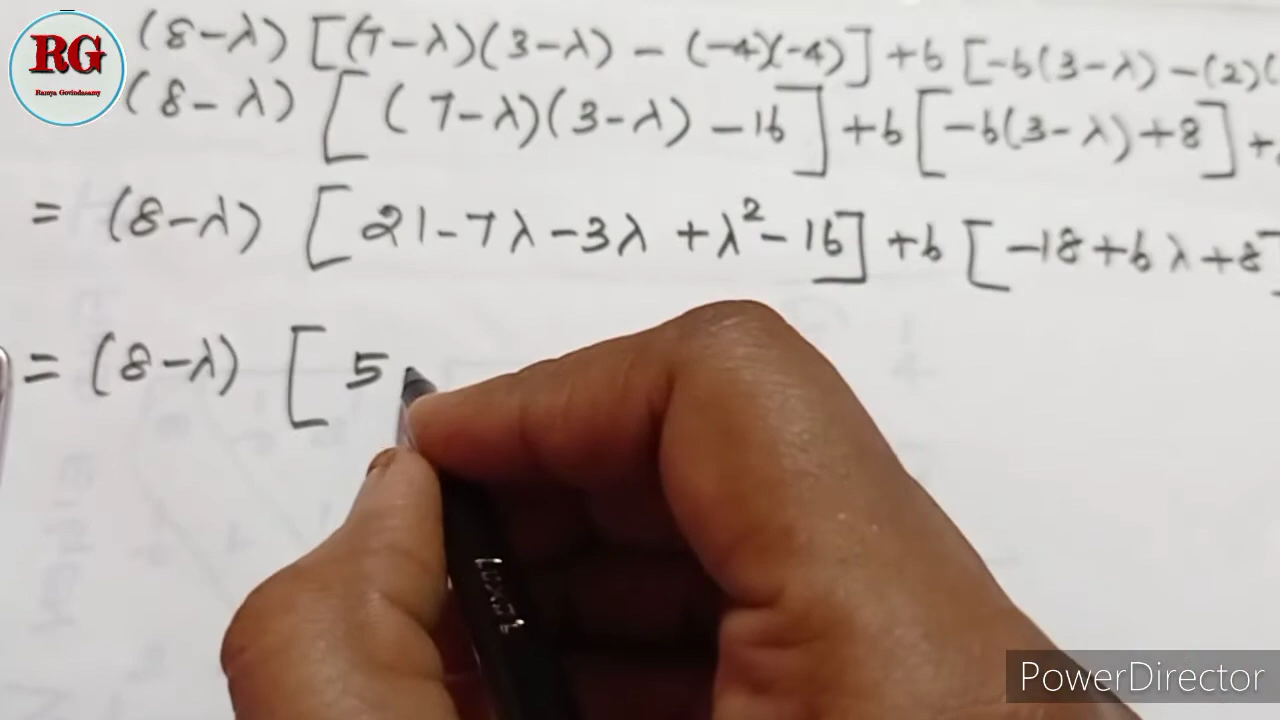 RG
Ramya Govindasamy
(8-λ) [(7-λ)(3-λ) - (-4)(-4)] +6 [-6(3-λ) -(2)(
(8-λ) [(7-λ)(3-λ) -16] +6[-6(3-λ)+8] +
= (8-λ) [21-7λ-3λ+λ²-16] +6 [-18+6λ+8]
= (8-λ) [5
LUXOR
PowerDirector